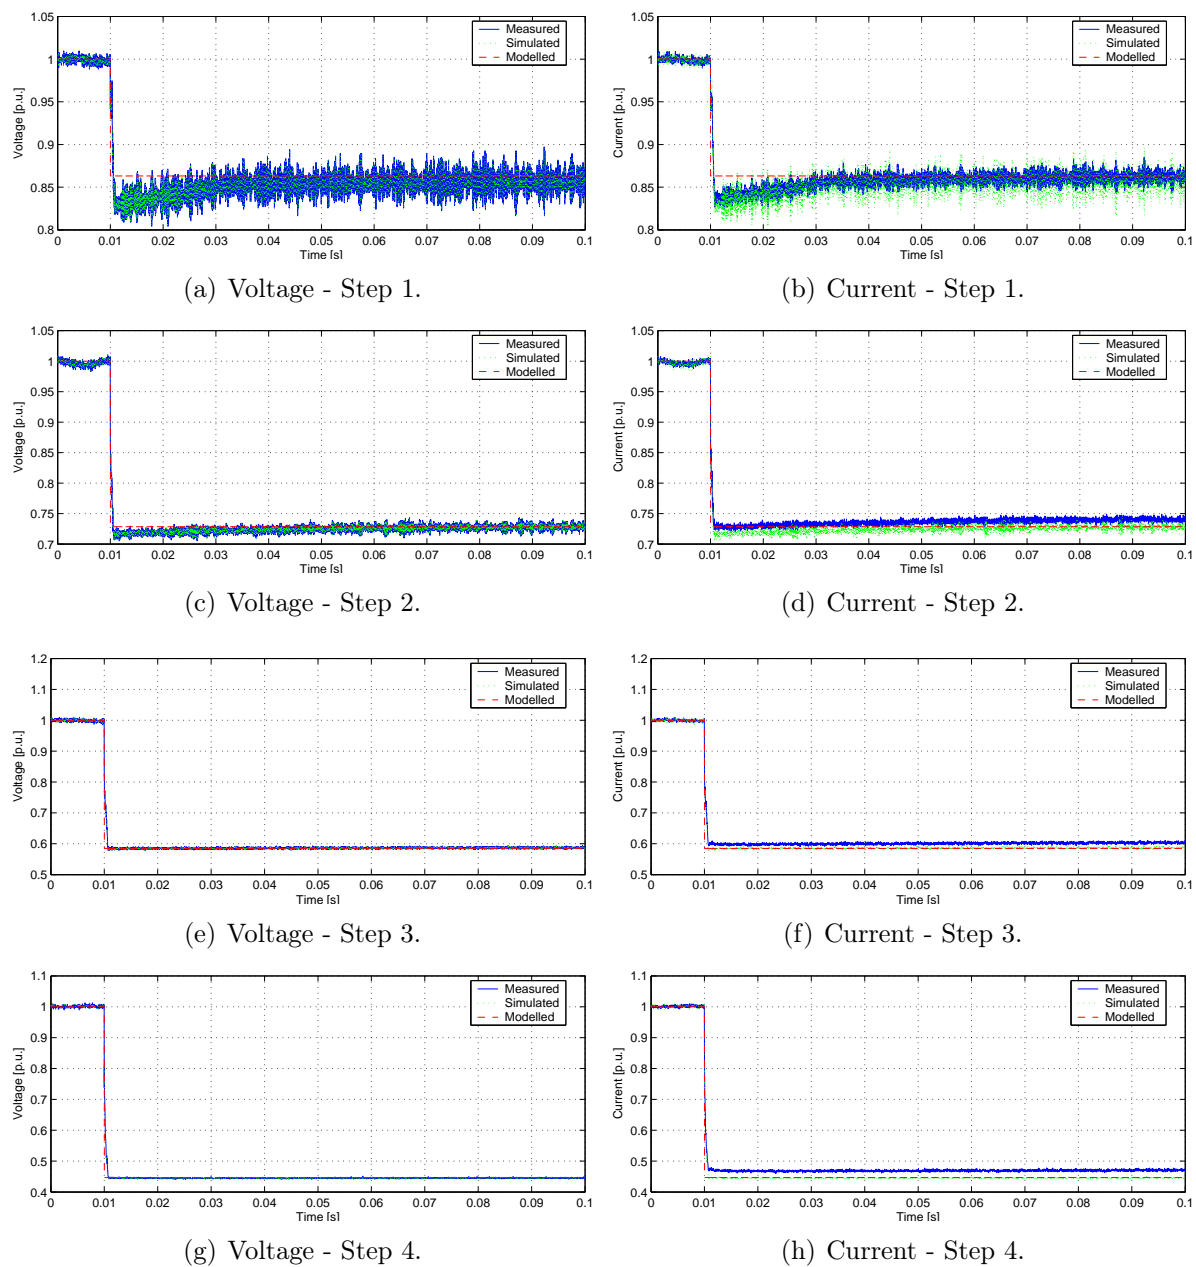 1.05
1
0.95
0.9
0.85
0.8
Voltage [p.u.]
Measured
Simulated
Modelled
0 0.01 0.02 0.03 0.04 0.05 0.06 0.07 0.08 0.09 0.1
Time [s]
(a) Voltage - Step 1.
1.05
1
0.95
0.9
0.85
0.8
Current [p.u.]
Measured
Simulated
Modelled
0 0.01 0.02 0.03 0.04 0.05 0.06 0.07 0.08 0.09 0.1
Time [s]
(b) Current - Step 1.
1.05
1
0.95
0.9
0.85
0.8
0.75
0.7
Voltage [p.u.]
Measured
Simulated
Modelled
0 0.01 0.02 0.03 0.04 0.05 0.06 0.07 0.08 0.09 0.1
Time [s]
(c) Voltage - Step 2.
1.05
1
0.95
0.9
0.85
0.8
0.75
0.7
Current [p.u.]
Measured
Simulated
Modelled
0 0.01 0.02 0.03 0.04 0.05 0.06 0.07 0.08 0.09 0.1
Time [s]
(d) Current - Step 2.
1.2
1.1
1
0.9
0.8
0.7
0.6
0.5
Voltage [p.u.]
Measured
Simulated
Modelled
0 0.01 0.02 0.03 0.04 0.05 0.06 0.07 0.08 0.09 0.1
Time [s]
(e) Voltage - Step 3.
1.2
1.1
1
0.9
0.8
0.7
0.6
0.5
Current [p.u.]
Measured
Simulated
Modelled
0 0.01 0.02 0.03 0.04 0.05 0.06 0.07 0.08 0.09 0.1
Time [s]
(f) Current - Step 3.
1.1
1
0.9
0.8
0.7
0.6
0.5
0.4
Voltage [p.u.]
Measured
Simulated
Modelled
0 0.01 0.02 0.03 0.04 0.05 0.06 0.07 0.08 0.09 0.1
Time [s]
(g) Voltage - Step 4.
1.1
1
0.9
0.8
0.7
0.6
0.5
0.4
Current [p.u.]
Measured
Simulated
Modelled
0 0.01 0.02 0.03 0.04 0.05 0.06 0.07 0.08 0.09 0.1
Time [s]
(h) Current - Step 4.